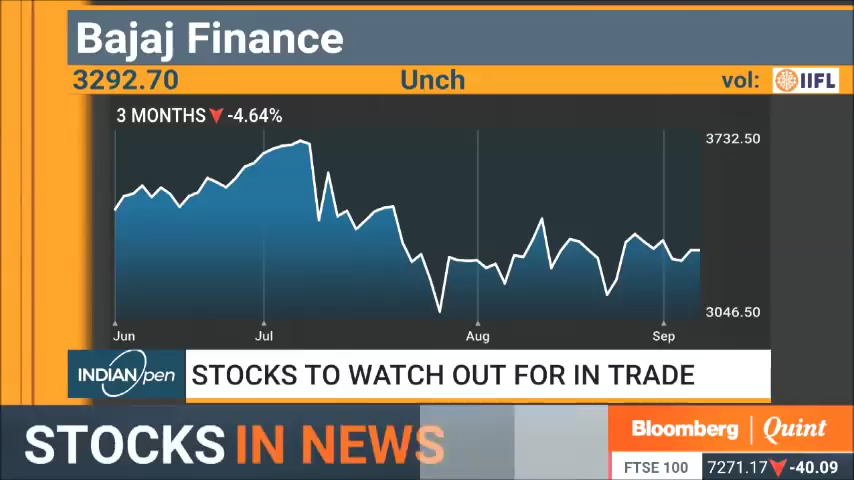 Bajaj Finance
3292.70 Unch vol: IIFL
3 MONTHS -4.64%
3732.50
3046.50
Jun Jul Aug Sep
INDIAN open STOCKS TO WATCH OUT FOR IN TRADE
STOCKS IN NEWS
Bloomberg | Quint
FTSE 100 7271.17 -40.09